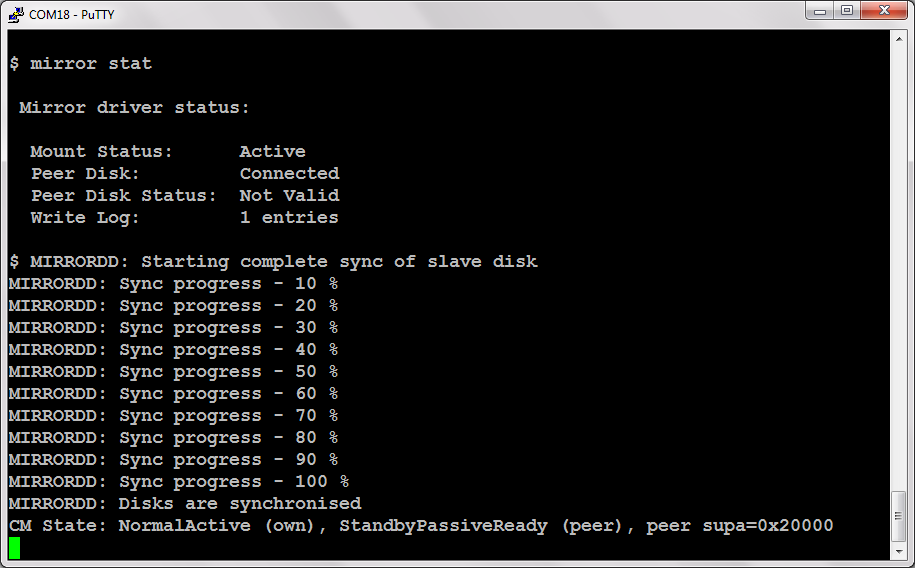 COM18 - PuTTY
$ mirror stat
Mirror driver status:
Mount Status: Active
Peer Disk: Connected
Peer Disk Status: Not Valid
Write Log: 1 entries
$ MIRRORDD: Starting complete sync of slave disk
MIRRORDD: Sync progress - 10 %
MIRRORDD: Sync progress - 20 %
MIRRORDD: Sync progress - 30 %
MIRRORDD: Sync progress - 40 %
MIRRORDD: Sync progress - 50 %
MIRRORDD: Sync progress - 60 %
MIRRORDD: Sync progress - 70 %
MIRRORDD: Sync progress - 80 %
MIRRORDD: Sync progress - 90 %
MIRRORDD: Sync progress - 100 %
MIRRORDD: Disks are synchronised
CM State: NormalActive (own), StandbyPassiveReady (peer), peer supa=0x20000